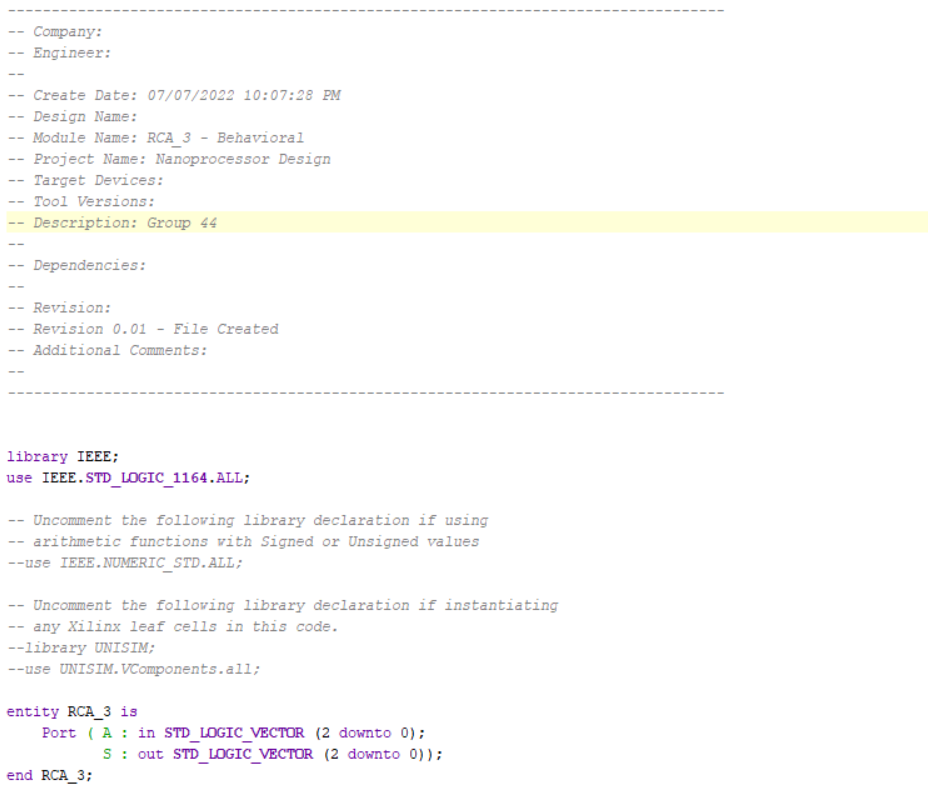 ----------------------------------------------------------------------------------
-- Company:
-- Engineer:
--
-- Create Date: 07/07/2022 10:07:28 PM
-- Design Name:
-- Module Name: RCA_3 - Behavioral
-- Project Name: Nanoprocessor Design
-- Target Devices:
-- Tool Versions:
-- Description: Group 44
--
-- Dependencies:
--
-- Revision:
-- Revision 0.01 - File Created
-- Additional Comments:
--
----------------------------------------------------------------------------------
library IEEE;
use IEEE.STD_LOGIC_1164.ALL;
-- Uncomment the following library declaration if using
-- arithmetic functions with Signed or Unsigned values
--use IEEE.NUMERIC_STD.ALL;
-- Uncomment the following library declaration if instantiating
-- any Xilinx leaf cells in this code.
--library UNISIM;
--use UNISIM.VComponents.all;
entity RCA_3 is
    Port ( A : in STD_LOGIC_VECTOR (2 downto 0);
           S : out STD_LOGIC_VECTOR (2 downto 0));
end RCA_3;